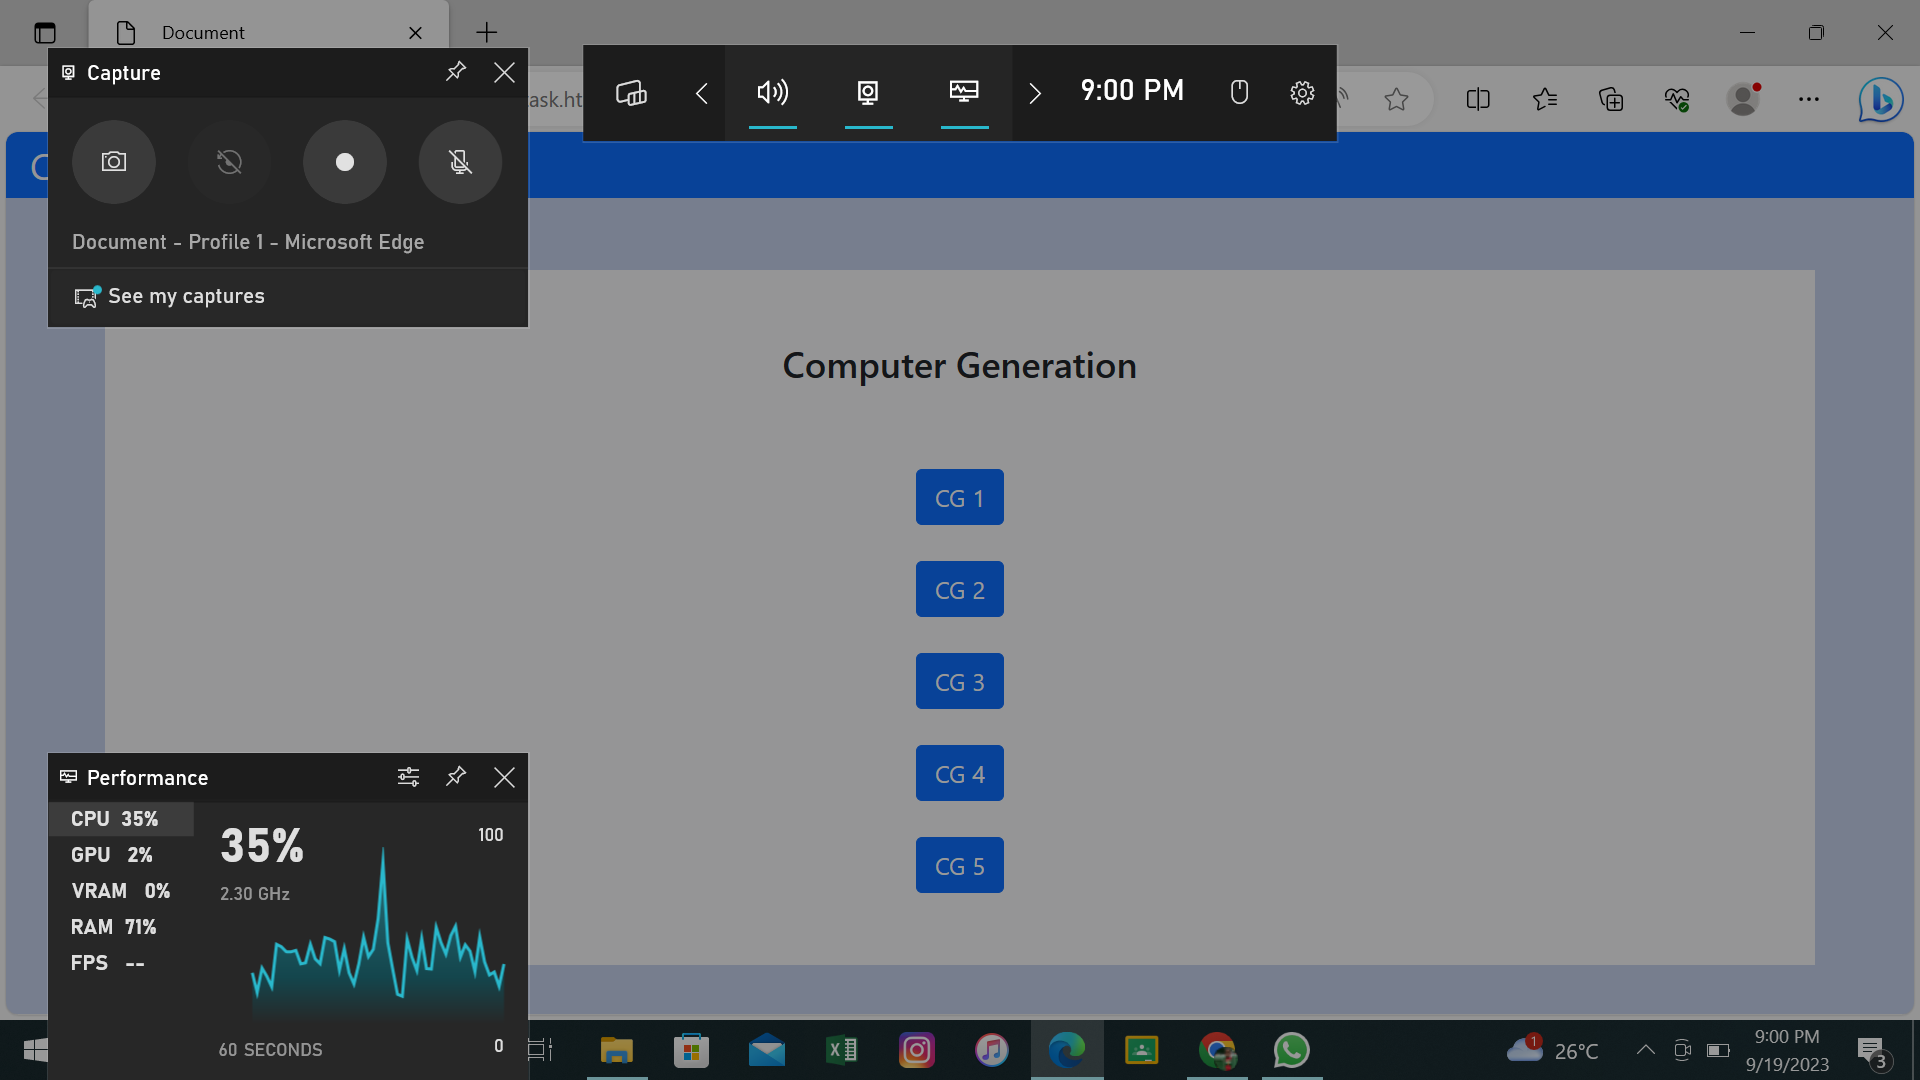 Document
Capture
9:00 PM
ask.ht
C
Document - Profile 1 - Microsoft Edge
See my captures
Computer Generation
CG 1
CG 2
CG 3
CG 4
CG 5
Performance
CPU 35%
GPU 2%
VRAM 0%
RAM 71%
FPS --
35%
100
2.30 GHz
60 SECONDS
0
1
26°C
9:00 PM
9/19/2023
3